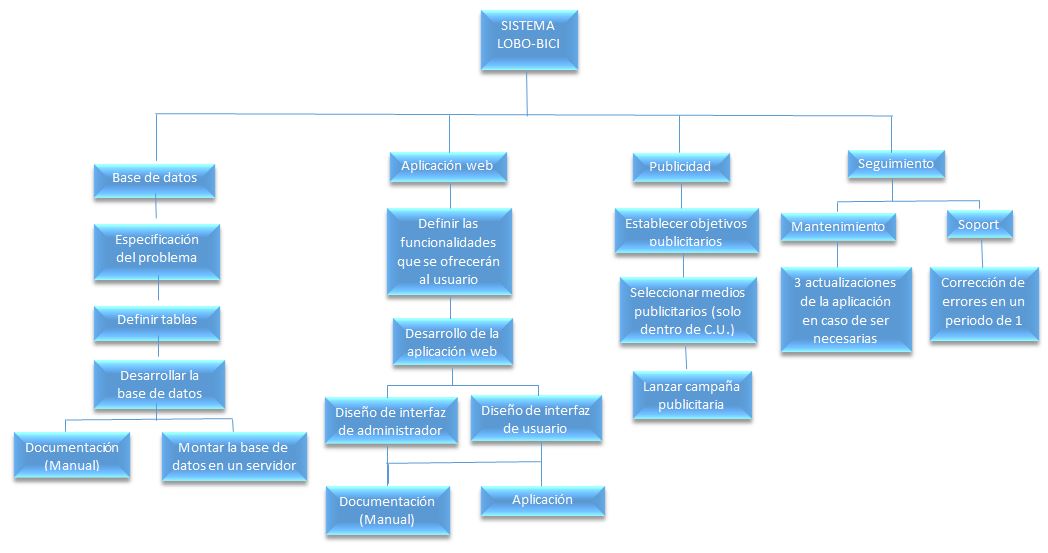 SISTEMA
LOBO-BICI
Base de datos
Especificación
del problema
Definir tablas
Desarrollar la
base de datos
Documentación
(Manual)
Montar la base de
datos en un servidor
Aplicación web
Definir las
funcionalidades
que se ofrecerán
al usuario
Desarrollo de la
aplicación web
Diseño de interfaz
de administrador
Diseño de interfaz
de usuario
Documentación
(Manual)
Aplicación
Publicidad
Establecer objetivos
publicitarios
Seleccionar medios
publicitarios (solo
dentro de C.U.)
Lanzar campaña
publicitaria
Seguimiento
Mantenimiento
3 actualizaciones
de la aplicación
en caso de ser
necesarias
Soport
Corrección de
errores en un
periodo de 1